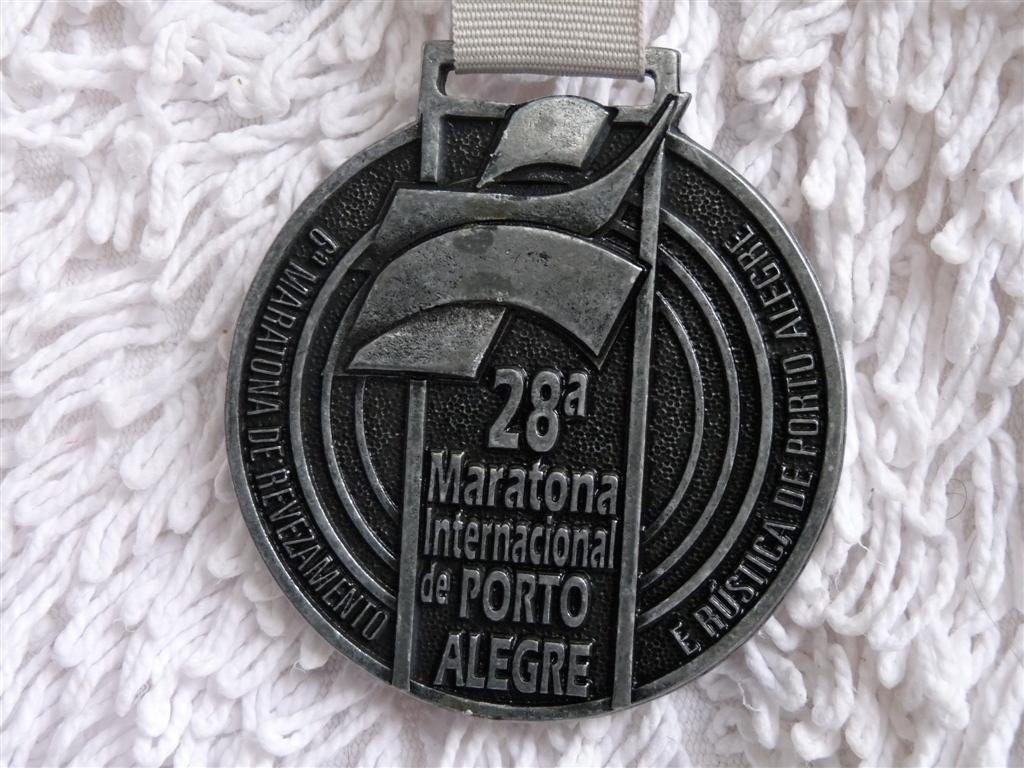 28ª
Maratona
Internacional
de PORTO
ALEGRE
6ª MARATONA DE REVEZAMENTO
E RÚSTICA DE PORTO ALEGRE